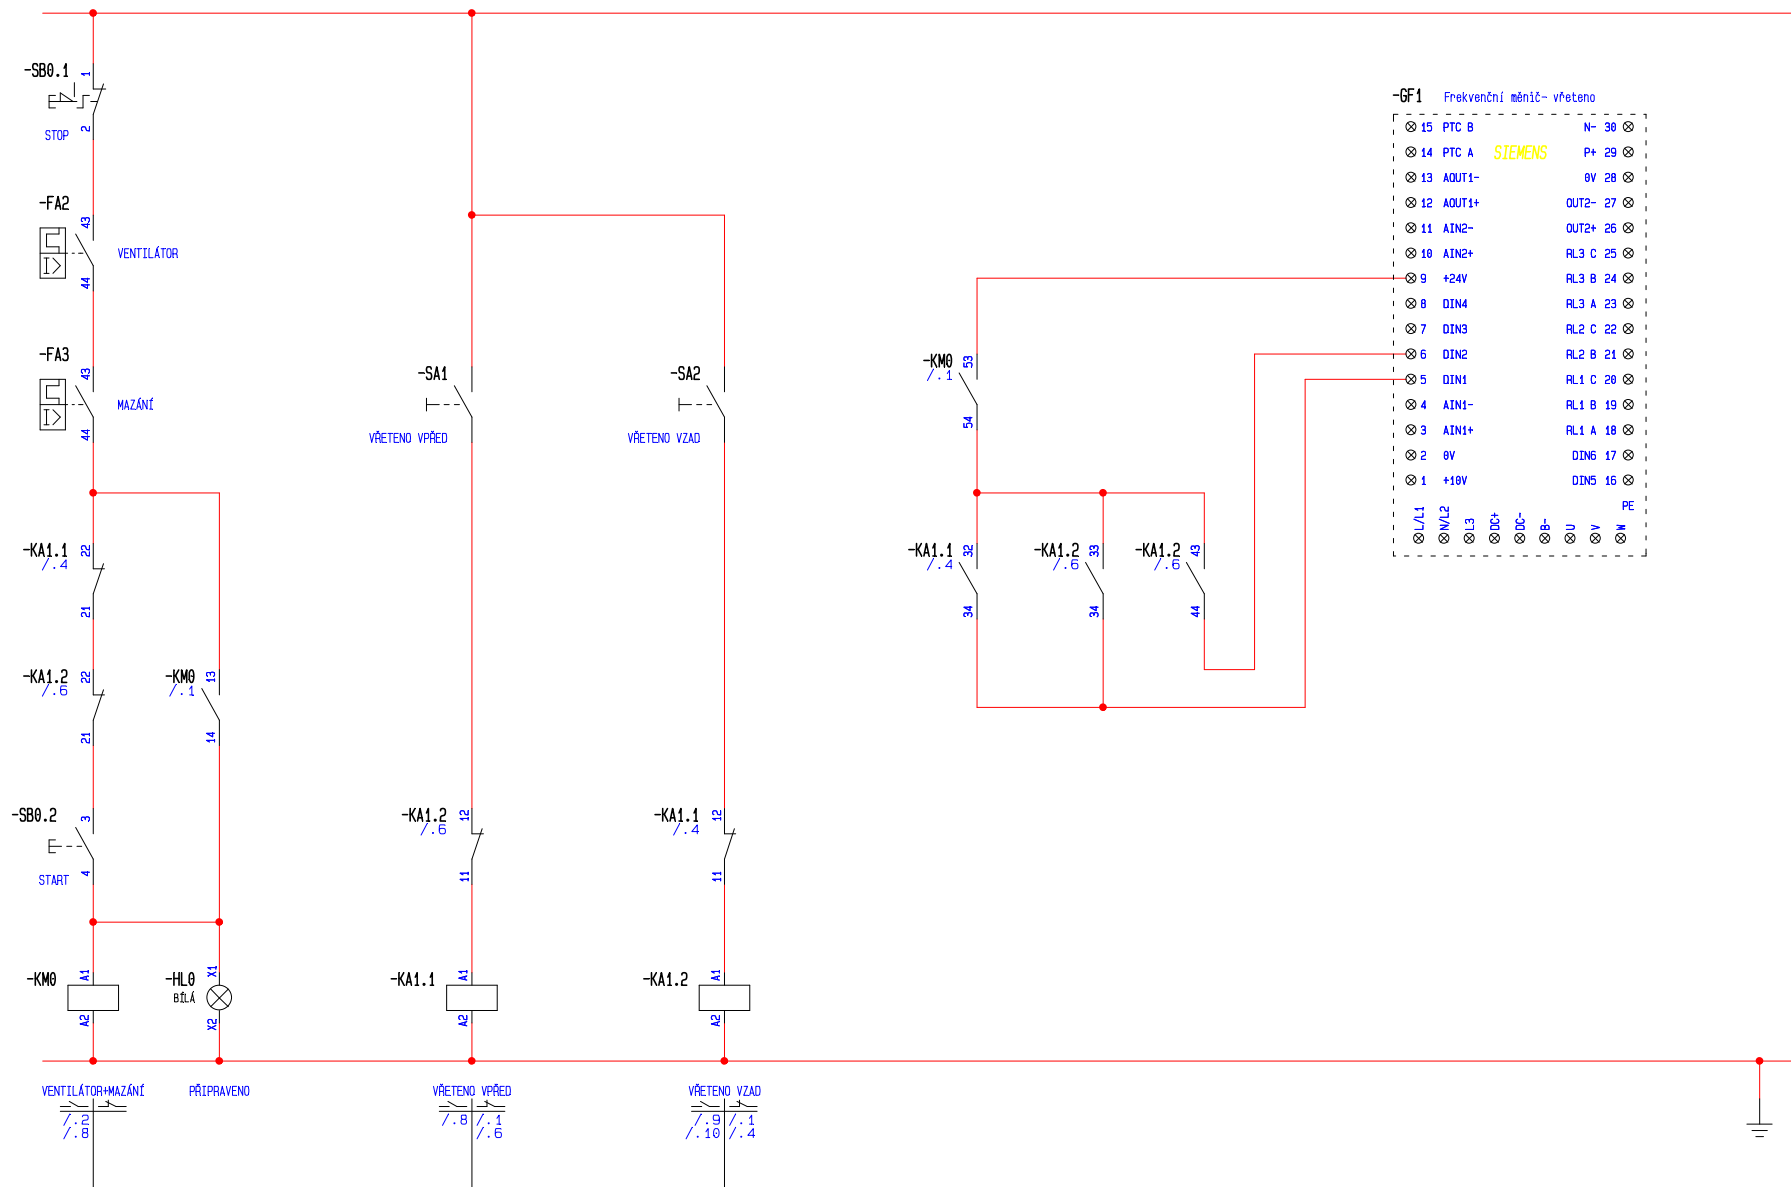 -SB0.1
1
STOP
2
-FA2
43
VENTILÁTOR
44
-FA3
43
MAZÁNÍ
44
-KA1.1
22
/.4
21
-KA1.2
22
/.6
21
-KM0
13
/.1
14
-SB0.2
3
START
4
-KM0
A1
A2
-HL0
X1
BÍLÁ
X2
VENTILÁTOR+MAZÁNÍ
PŘIPRAVENO
/.2
/.8
-SA1
VŘETENO VPŘED
-KA1.2
12
/.6
11
-KA1.1
A1
A2
VŘETENO VPŘED
/.8 /.1
/.6
-SA2
VŘETENO VZAD
-KA1.1
12
/.4
11
-KA1.2
A1
A2
VŘETENO VZAD
/.9 /.1
/.10 /.4
-KM0
53
/.1
54
-KA1.1
32
/.4
34
-KA1.2
33
/.6
34
-KA1.2
43
/.6
44
-GF1 Frekvenční měnič- vřeteno
15 PTC B N- 30
14 PTC A SIEMENS P+ 29
13 AOUT1- 0V 28
12 AOUT1+ OUT2- 27
11 AIN2- OUT2+ 26
10 AIN2+ RL3 C 25
9 +24V RL3 B 24
8 DIN4 RL3 A 23
7 DIN3 RL2 C 22
6 DIN2 RL2 B 21
5 DIN1 RL1 C 20
4 AIN1- RL1 B 19
3 AIN1+ RL1 A 18
2 0V DIN6 17
1 +10V DIN5 16
PE
L/L1 N/L2 L3 DC+ DC- B- U V W